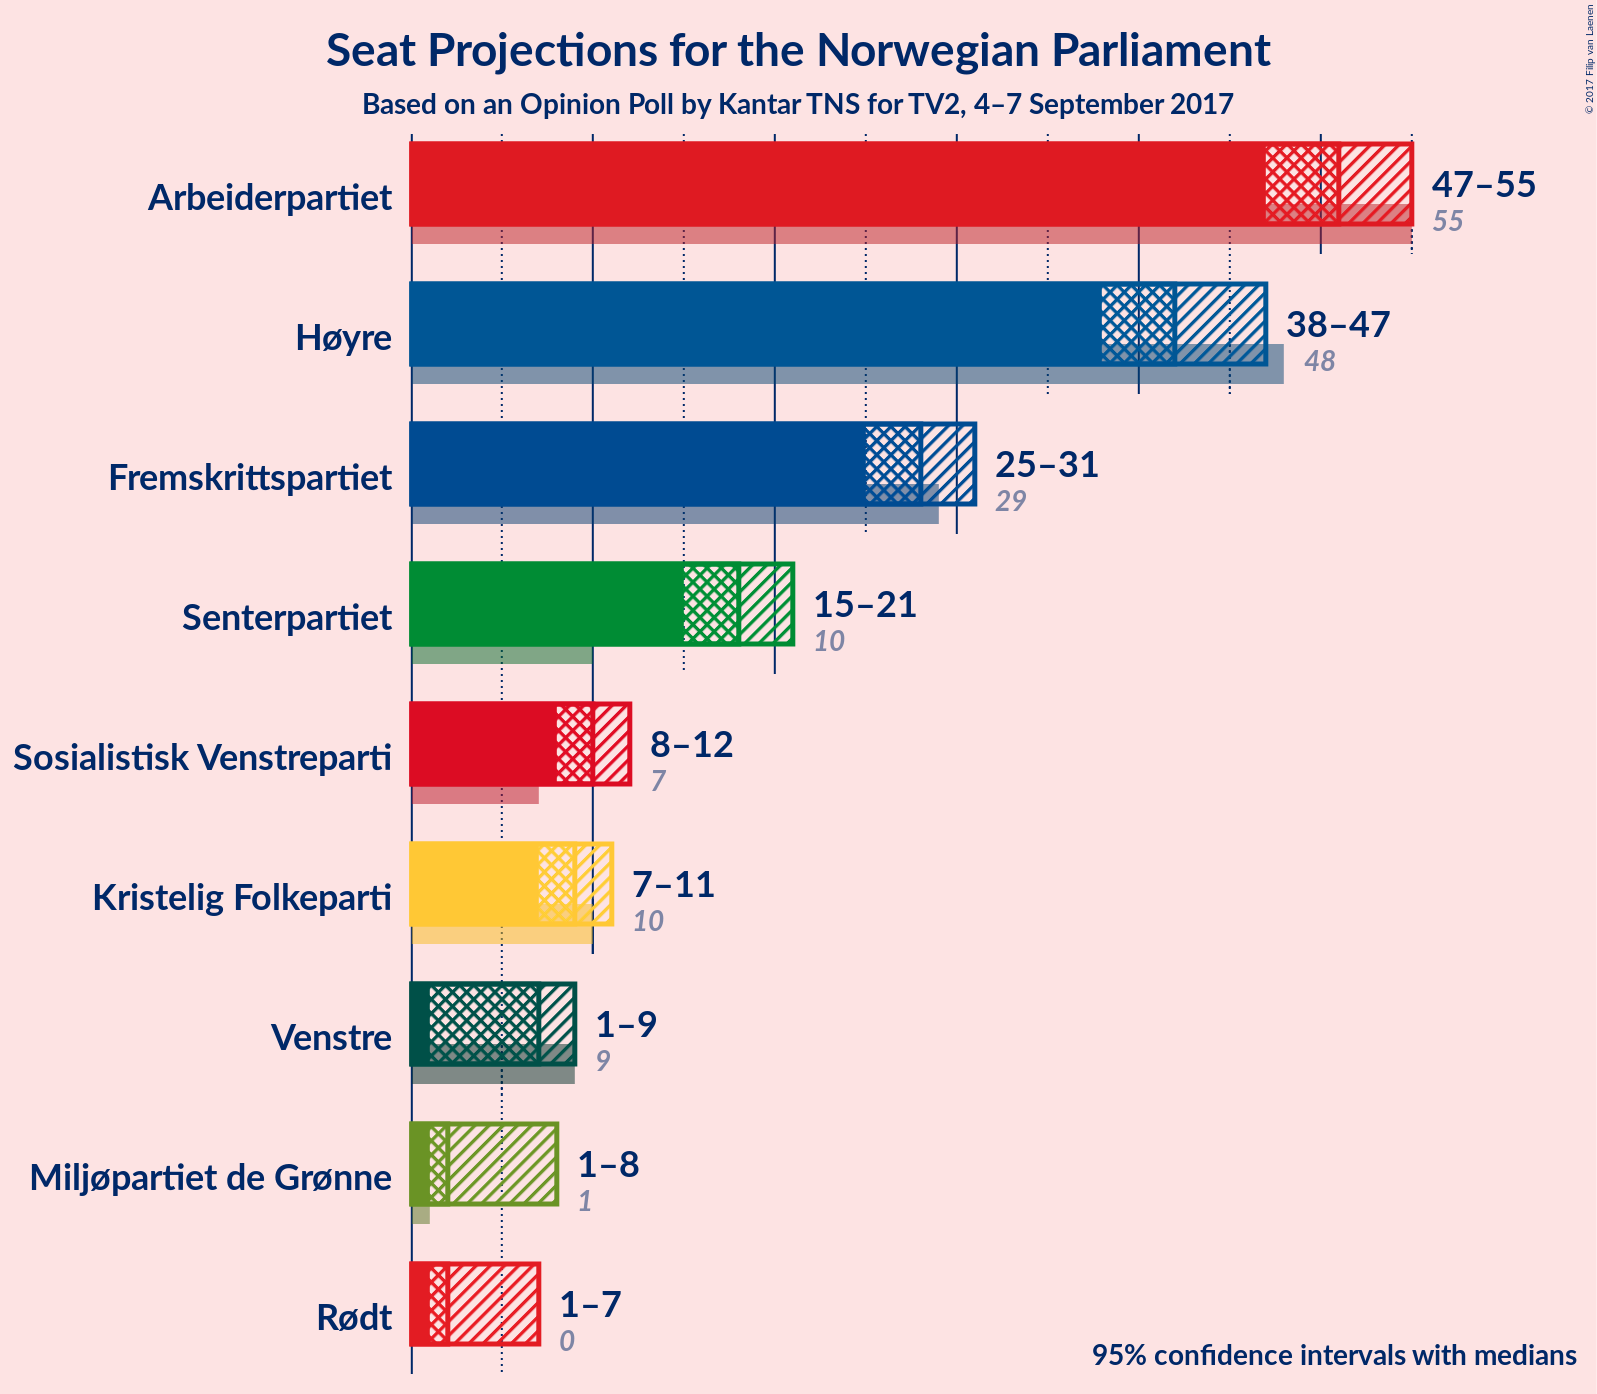 Seat Projections for the Norwegian Parliament
Based on an Opinion Poll by Kantar TNS for TV2, 4–7 September 2017
© 2017 Filip van Laenen
Arbeiderpartiet
47–55
55
Høyre
38–47
48
Fremskrittspartiet
25–31
29
Senterpartiet
15–21
10
Sosialistisk Venstreparti
8–12
7
Kristelig Folkeparti
7–11
10
Venstre
1–9
9
Miljøpartiet de Grønne
1–8
1
Rødt
1–7
0
95% confidence intervals with medians